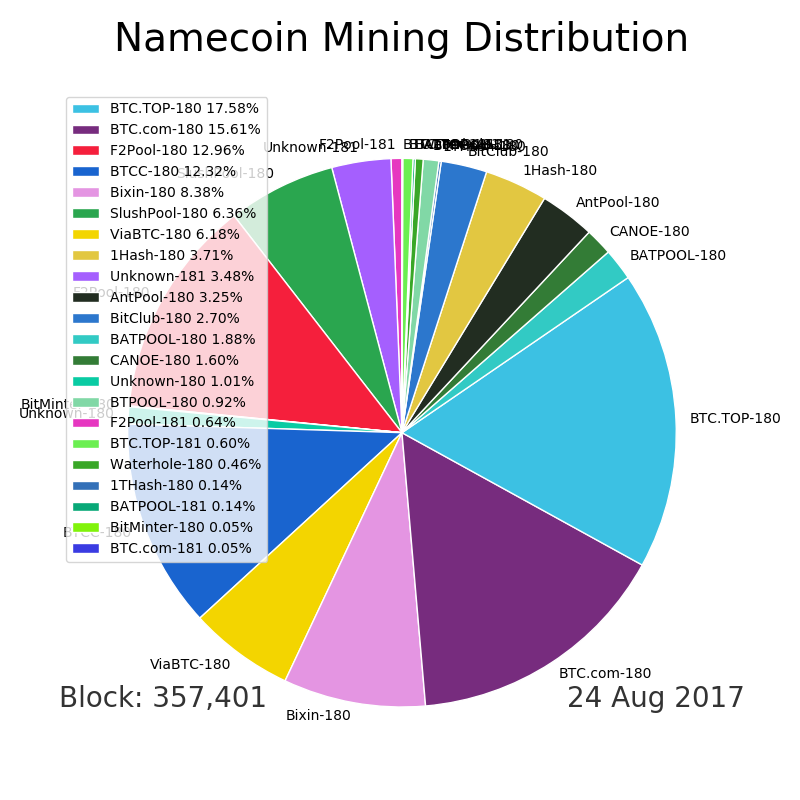 Namecoin Mining Distribution
BTC.TOP-180 17.58%
BTC.com-180 15.61%
F2Pool-180 12.96%
BTCC-180 12.32%
Bixin-180 8.38%
SlushPool-180 6.36%
ViaBTC-180 6.18%
1Hash-180 3.71%
Unknown-181 3.48%
AntPool-180 3.25%
BitClub-180 2.70%
BATPOOL-180 1.88%
CANOE-180 1.60%
Unknown-180 1.01%
BTPOOL-180 0.92%
F2Pool-181 0.64%
BTC.TOP-181 0.60%
Waterhole-180 0.46%
1THash-180 0.14%
BATPOOL-181 0.14%
BitMinter-180 0.05%
BTC.com-181 0.05%
Unknown-181
F2Pool-181
BitClub-180
1Hash-180
AntPool-180
CANOE-180
BATPOOL-180
F2Pool-180
Unknown-180
BTC.TOP-180
BTCC-180
ViaBTC-180
BTC.com-180
Bixin-180
Block: 357,401
24 Aug 2017